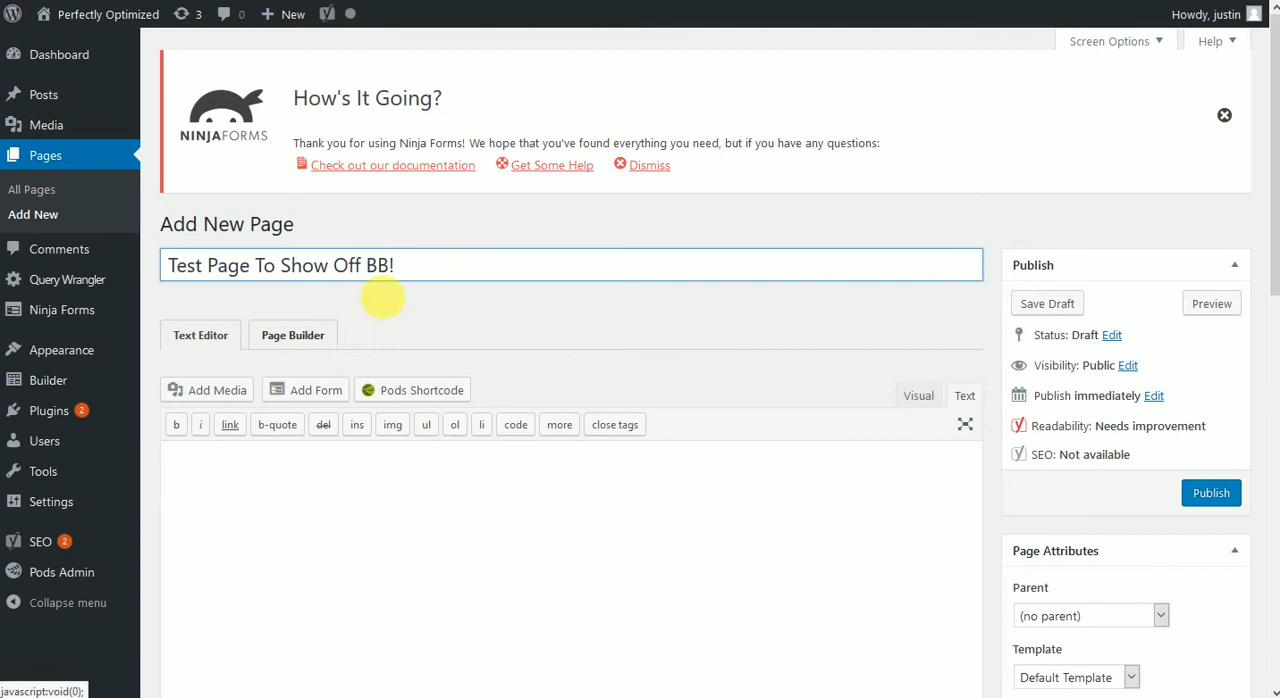 Perfectly Optimized 3 0 New Howdy, justin
Screen Options Help
Dashboard
Posts
Media
Pages
All Pages
Add New
Comments
Query Wrangler
Ninja Forms
Appearance
Builder
Plugins 2
Users
Tools
Settings
SEO 2
Pods Admin
Collapse menu
javascript:void(0);
NINJAFORMS
How's It Going?
Thank you for using Ninja Forms! We hope that you've found everything you need, but if you have any questions:
Check out our documentation Get Some Help Dismiss
Add New Page
Test Page To Show Off BB!
Text Editor Page Builder
Add Media Add Form Pods Shortcode Visual Text
b i link b-quote del ins img ul ol li code more close tags
Publish
Save Draft Preview
Status: Draft Edit
Visibility: Public Edit
Publish immediately Edit
Readability: Needs improvement
SEO: Not available
Publish
Page Attributes
Parent
(no parent)
Template
Default Template